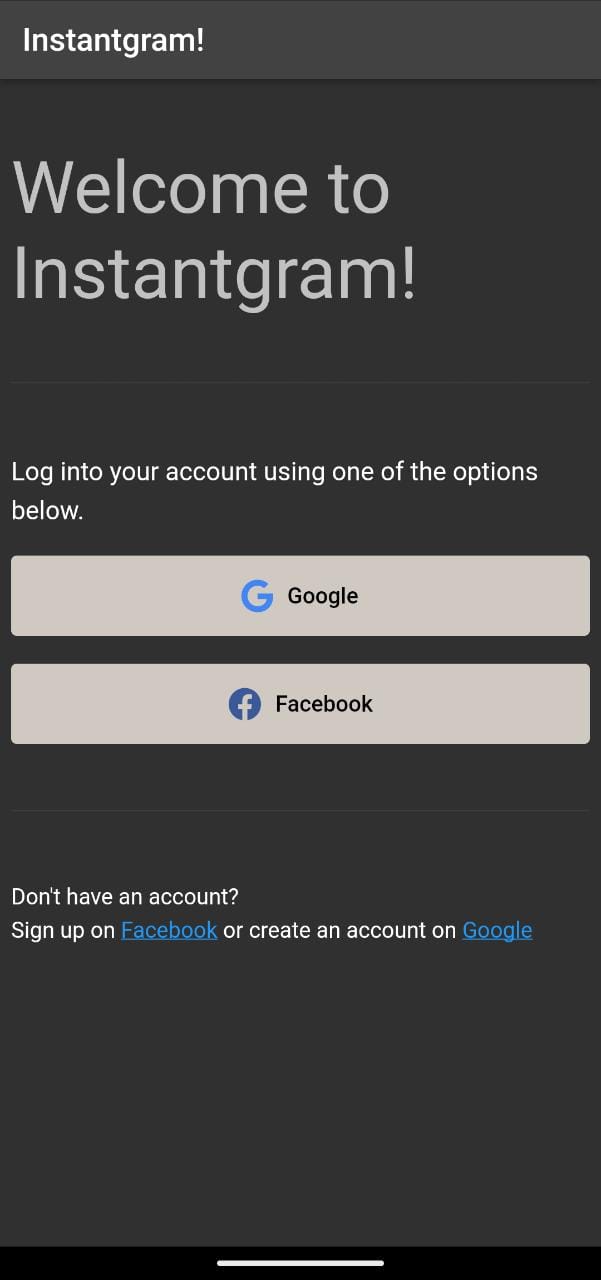 Instantgram!
Welcome to
Instantgram!
Log into your account using one of the options
below.
Google
Facebook
Don't have an account?
Sign up on Facebook or create an account on Google